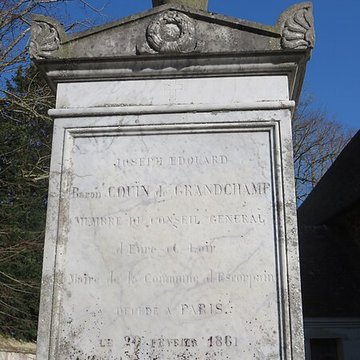 JOSEPH EDOUARD
Baron COUIN de GRANDCHAMP
MEMBRE DU CONSEIL GENERAL
d'Eure et Loir
Maire de la Commune d'Escorpain
DECEDE A PARIS
LE FEVRIER 1861